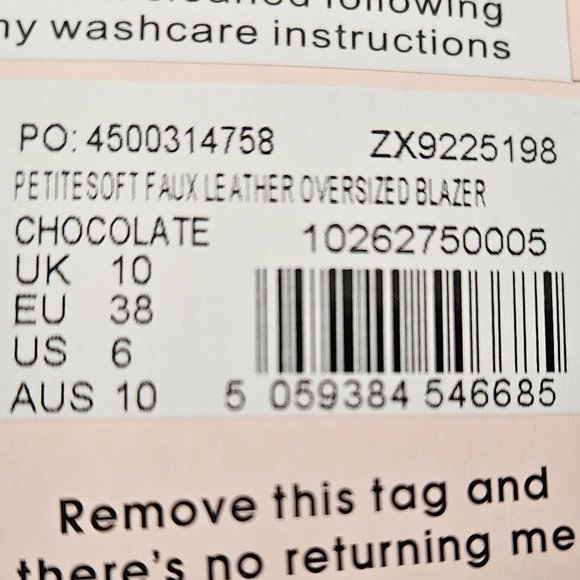 following
my washcare instructions
PO: 4500314758 ZX9225198
PETITE SOFT FAUX LEATHER OVERSIZED BLAZER
CHOCOLATE 10262750005
UK 10
EU 38
US 6
AUS 10 5 059384 546685
Remove this tag and
there's no returning me